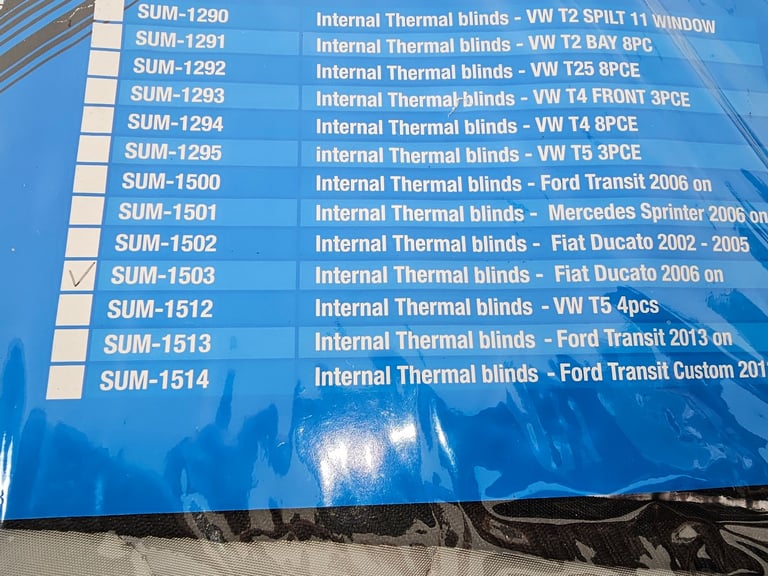 SUM-1290 Internal Thermal blinds - VW T2 SPILT 11 WINDOW
SUM-1291 Internal Thermal blinds - VW T2 BAY 8PC
SUM-1292 Internal Thermal blinds - VW T25 8PCE
SUM-1293 Internal Thermal blinds - VW T4 FRONT 3PCE
SUM-1294 Internal Thermal blinds - VW T4 8PCE
SUM-1295 internal Thermal blinds - VW T5 3PCE
SUM-1500 Internal Thermal blinds - Ford Transit 2006 on
SUM-1501 Internal Thermal blinds - Mercedes Sprinter 2006 on
SUM-1502 Internal Thermal blinds - Fiat Ducato 2002 - 2005
SUM-1503 Internal Thermal blinds - Fiat Ducato 2006 on
SUM-1512 Internal Thermal blinds - VW T5 4pcs
SUM-1513 Internal Thermal blinds - Ford Transit 2013 on
SUM-1514 Internal Thermal blinds - Ford Transit Custom